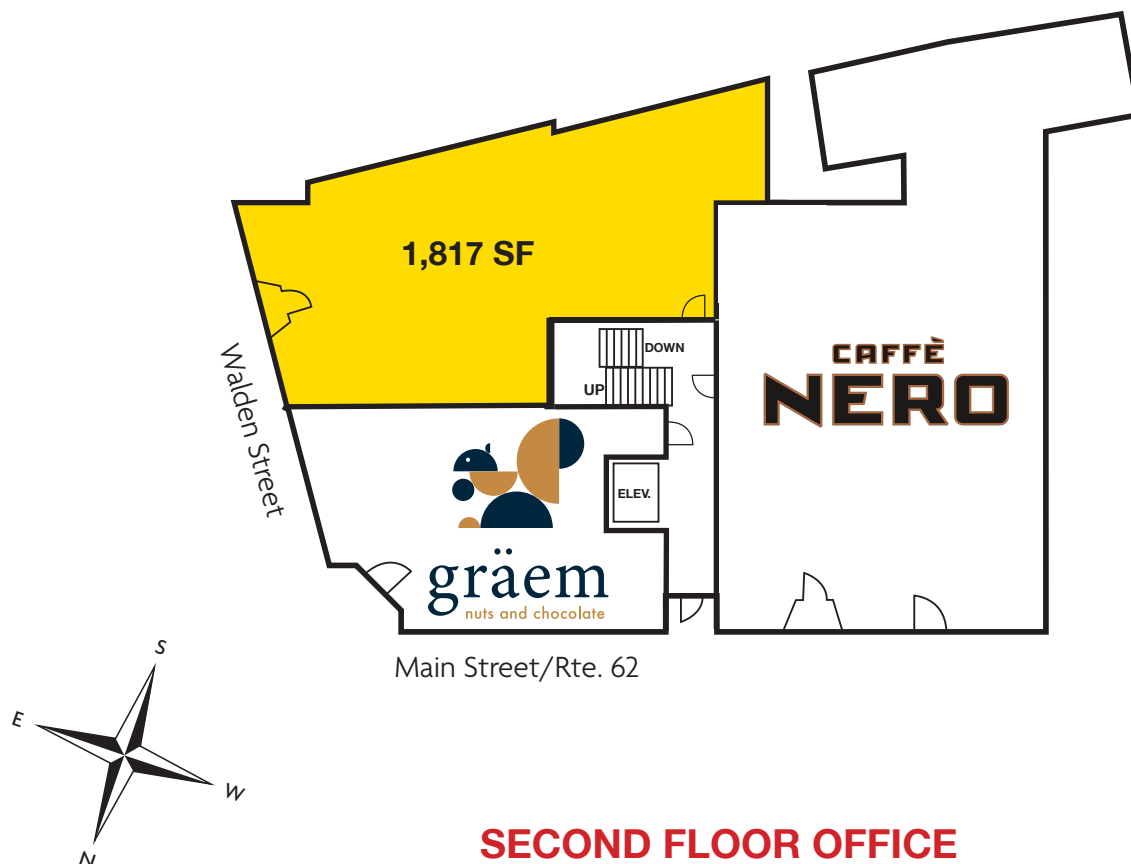 1,817 SF
DOWN
UP
CAFFÈ
NERO
Walden Street
ELEV.
gräem
nuts and chocolate
Main Street/Rte. 62
S
E
W
N
SECOND FLOOR OFFICE